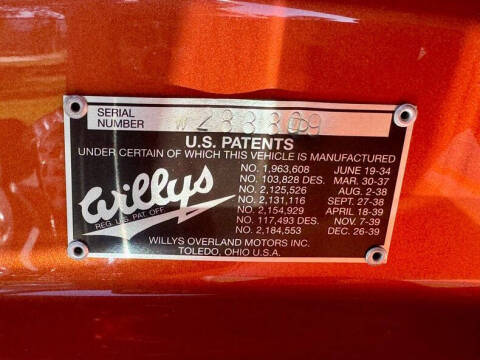 SERIAL
NUMBER
U.S. PATENTS
UNDER CERTAIN OF WHICH THIS VEHICLE IS MANUFACTURED
Willys
REG. U.S. PAT. OFF.
NO. 1,963,608 JUNE 19-34
NO. 103,828 DES. MAR. 30-37
NO. 2,125,526 AUG. 2-38
NO. 2,131,116 SEPT. 27-38
NO. 2,154,929 APRIL 18-39
NO. 117,493 DES. NOV. 7-39
NO. 2,184,553 DEC. 26-39
WILLYS OVERLAND MOTORS INC.
TOLEDO, OHIO U.S.A.